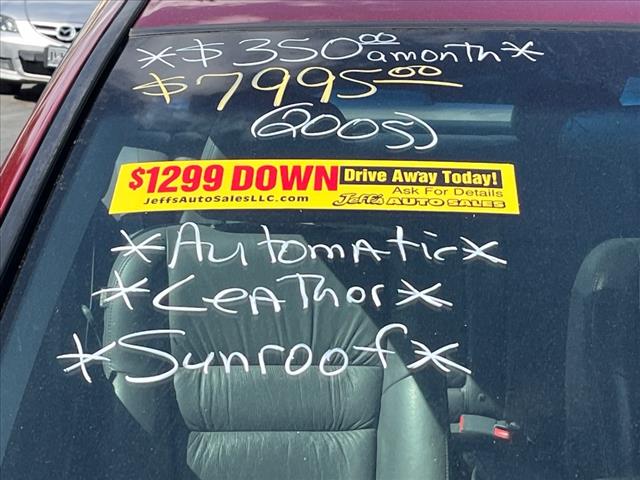 *$350⁰⁰ a month*
$7995⁰⁰
(2005)
$1299 DOWN
Drive Away Today!
Ask For Details
JeffsAutoSalesLLC.com
Jeff's AUTO SALES
*Automatic*
*Leathor*
*Sunroof*